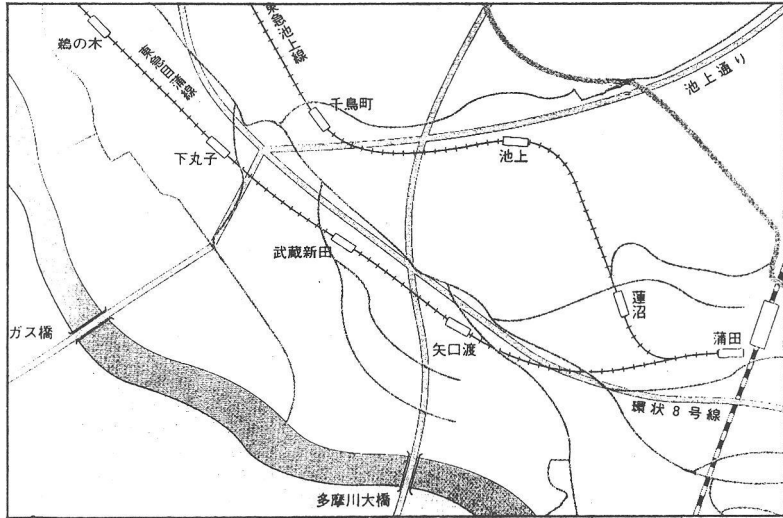 鵜の木
東急目蒲線
東急池上線
池上通り
千鳥町
下丸子
池上
武蔵新田
蓮沼
ガス橋
矢口渡
蒲田
環状8号線
多摩川大橋